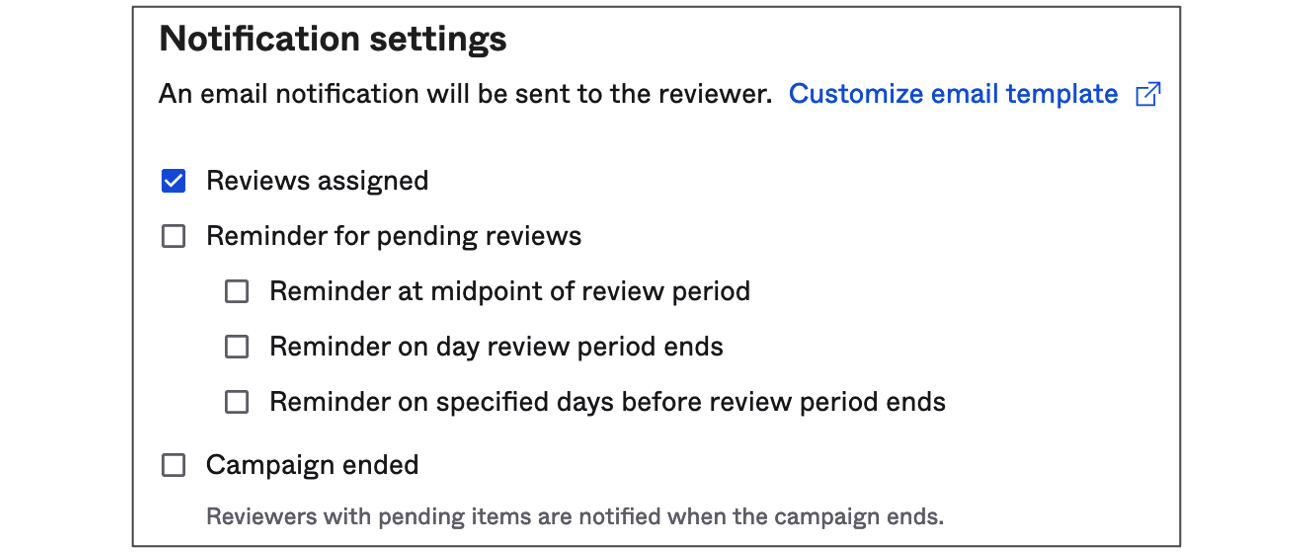 Notification settings
An email notification will be sent to the reviewer. Customize email template
Reviews assigned
Reminder for pending reviews
Reminder at midpoint of review period
Reminder on day review period ends
Reminder on specified days before review period ends
Campaign ended
Reviewers with pending items are notified when the campaign ends.